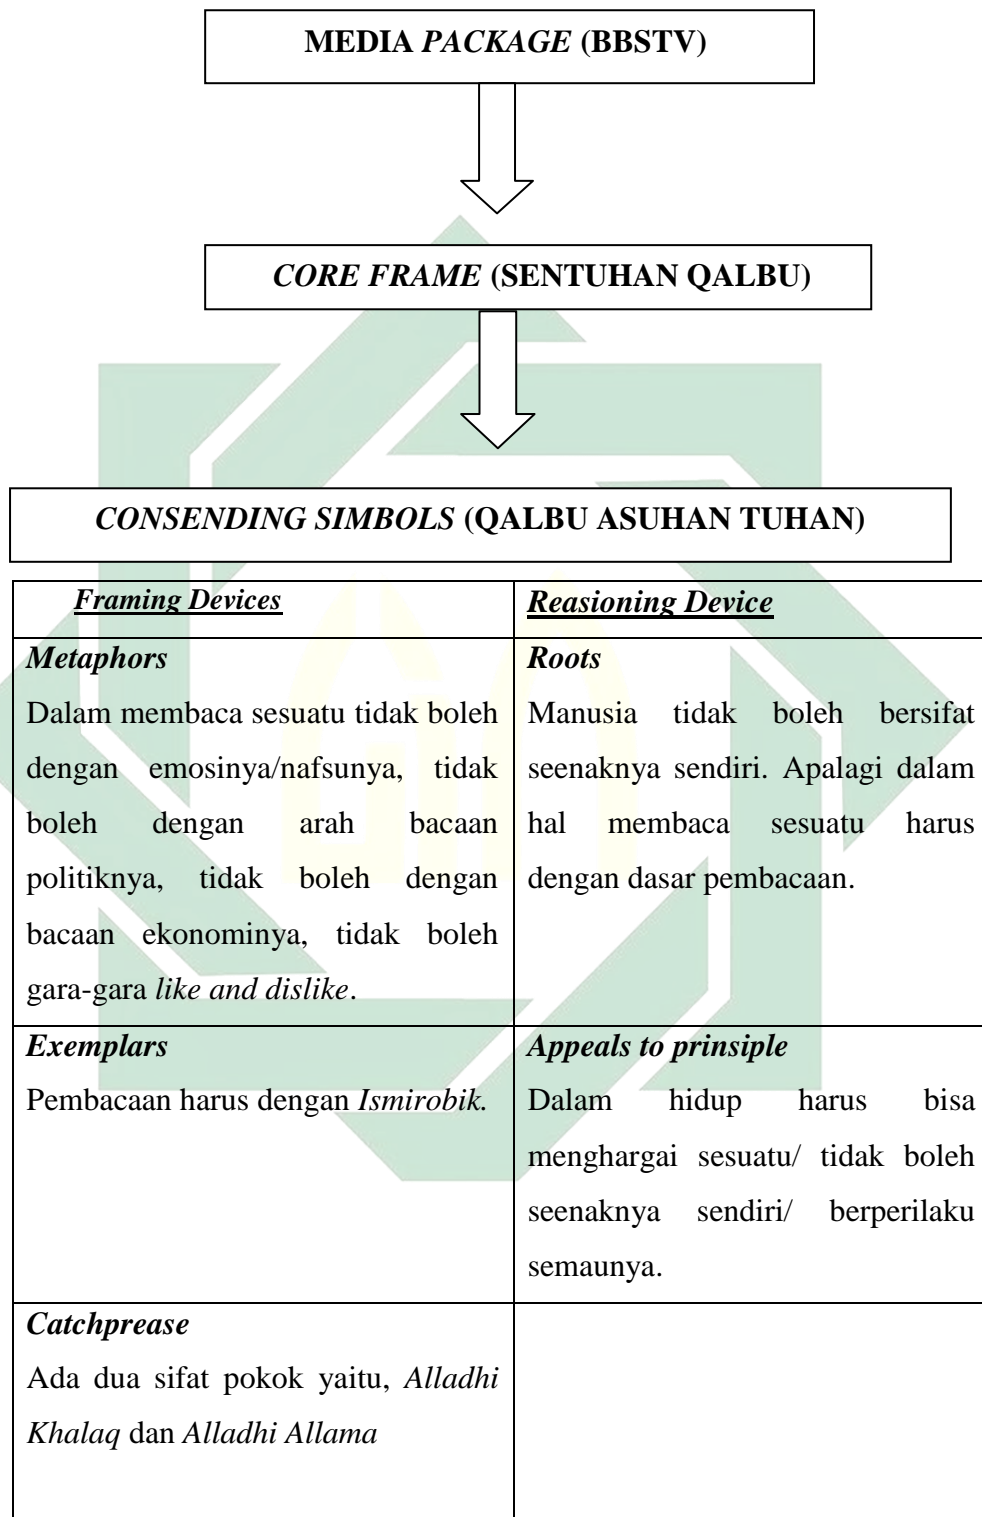 MEDIA PACKAGE (BBSTV)
CORE FRAME (SENTUHAN QALBU)
CONSENDING SIMBOLS (QALBU ASUHAN TUHAN)
Framing Devices
Reasioning Device
Metaphors
Dalam membaca sesuatu tidak boleh
dengan emosinya/nafsunya, tidak
boleh dengan arah bacaan
politiknya, tidak boleh dengan
bacaan ekonominya, tidak boleh
gara-gara like and dislike.
Roots
Manusia tidak boleh bersifat
seenaknya sendiri. Apalagi dalam
hal membaca sesuatu harus
dengan dasar pembacaan.
Exemplars
Pembacaan harus dengan Ismirobik.
Appeals to prinsiple
Dalam hidup harus bisa
menghargai sesuatu/ tidak boleh
seenaknya sendiri/ berperilaku
semaunya.
Catchprease
Ada dua sifat pokok yaitu, Alladhi
Khalaq dan Alladhi Allama